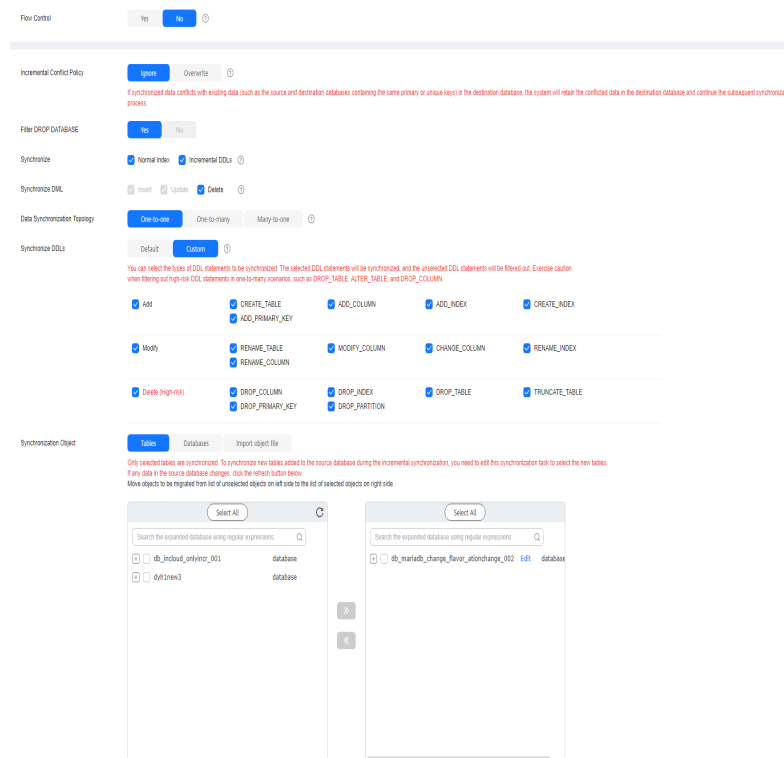 Flow Control Yes No
Incremental Conflict Policy Ignore Overwrite
If synchronized data conflicts with existing data (such as the source and destination databases containing the same primary or unique keys) in the destination database, the system will retain the conflicted data in the destination database and continue the subsequent
process.
Filter DROP DATABASE Yes No
Synchronize Normal index Incremental DDLs
Synchronize DML Insert Update Delete
Data Synchronization Topology One-to-one One-to-many Many-to-one
Synchronize DDLs Default Custom
You can select the types of DDL statements to be synchronized. The selected DDL statements will be synchronized, and the unselected DDL statements will be filtered out. Exercise caution
when filtering out high-risk DDL statements in one-to-many scenarios, such as DROP_TABLE, ALTER_TABLE, and DROP_COLUMN.
Add CREATE_TABLE ADD_COLUMN ADD_INDEX CREATE_INDEX
ADD_PRIMARY_KEY
Modify RENAME_TABLE MODIFY_COLUMN CHANGE_COLUMN RENAME_INDEX
RENAME_COLUMN
Delete (High-risk) DROP_COLUMN DROP_INDEX DROP_TABLE TRUNCATE_TABLE
DROP_PRIMARY_KEY DROP_PARTITION
Synchronization Object Tables Databases Import object file
Only selected tables are synchronized. To synchronize new tables added to the source database during the incremental synchronization, you need to edit this synchronization task to select the new tables.
If any data in the source database changes, click the refresh button below.
Move objects to be migrated from list of unselected objects on left side to the list of selected objects on right side.
Select All Select All
Search the expanded database using regular expressions. Search the expanded database using regular expressions.
db_incloud_onlyincr_001 database db_mariadb_change_flavor_ationchange_002 Edit database
dyh1new3 database